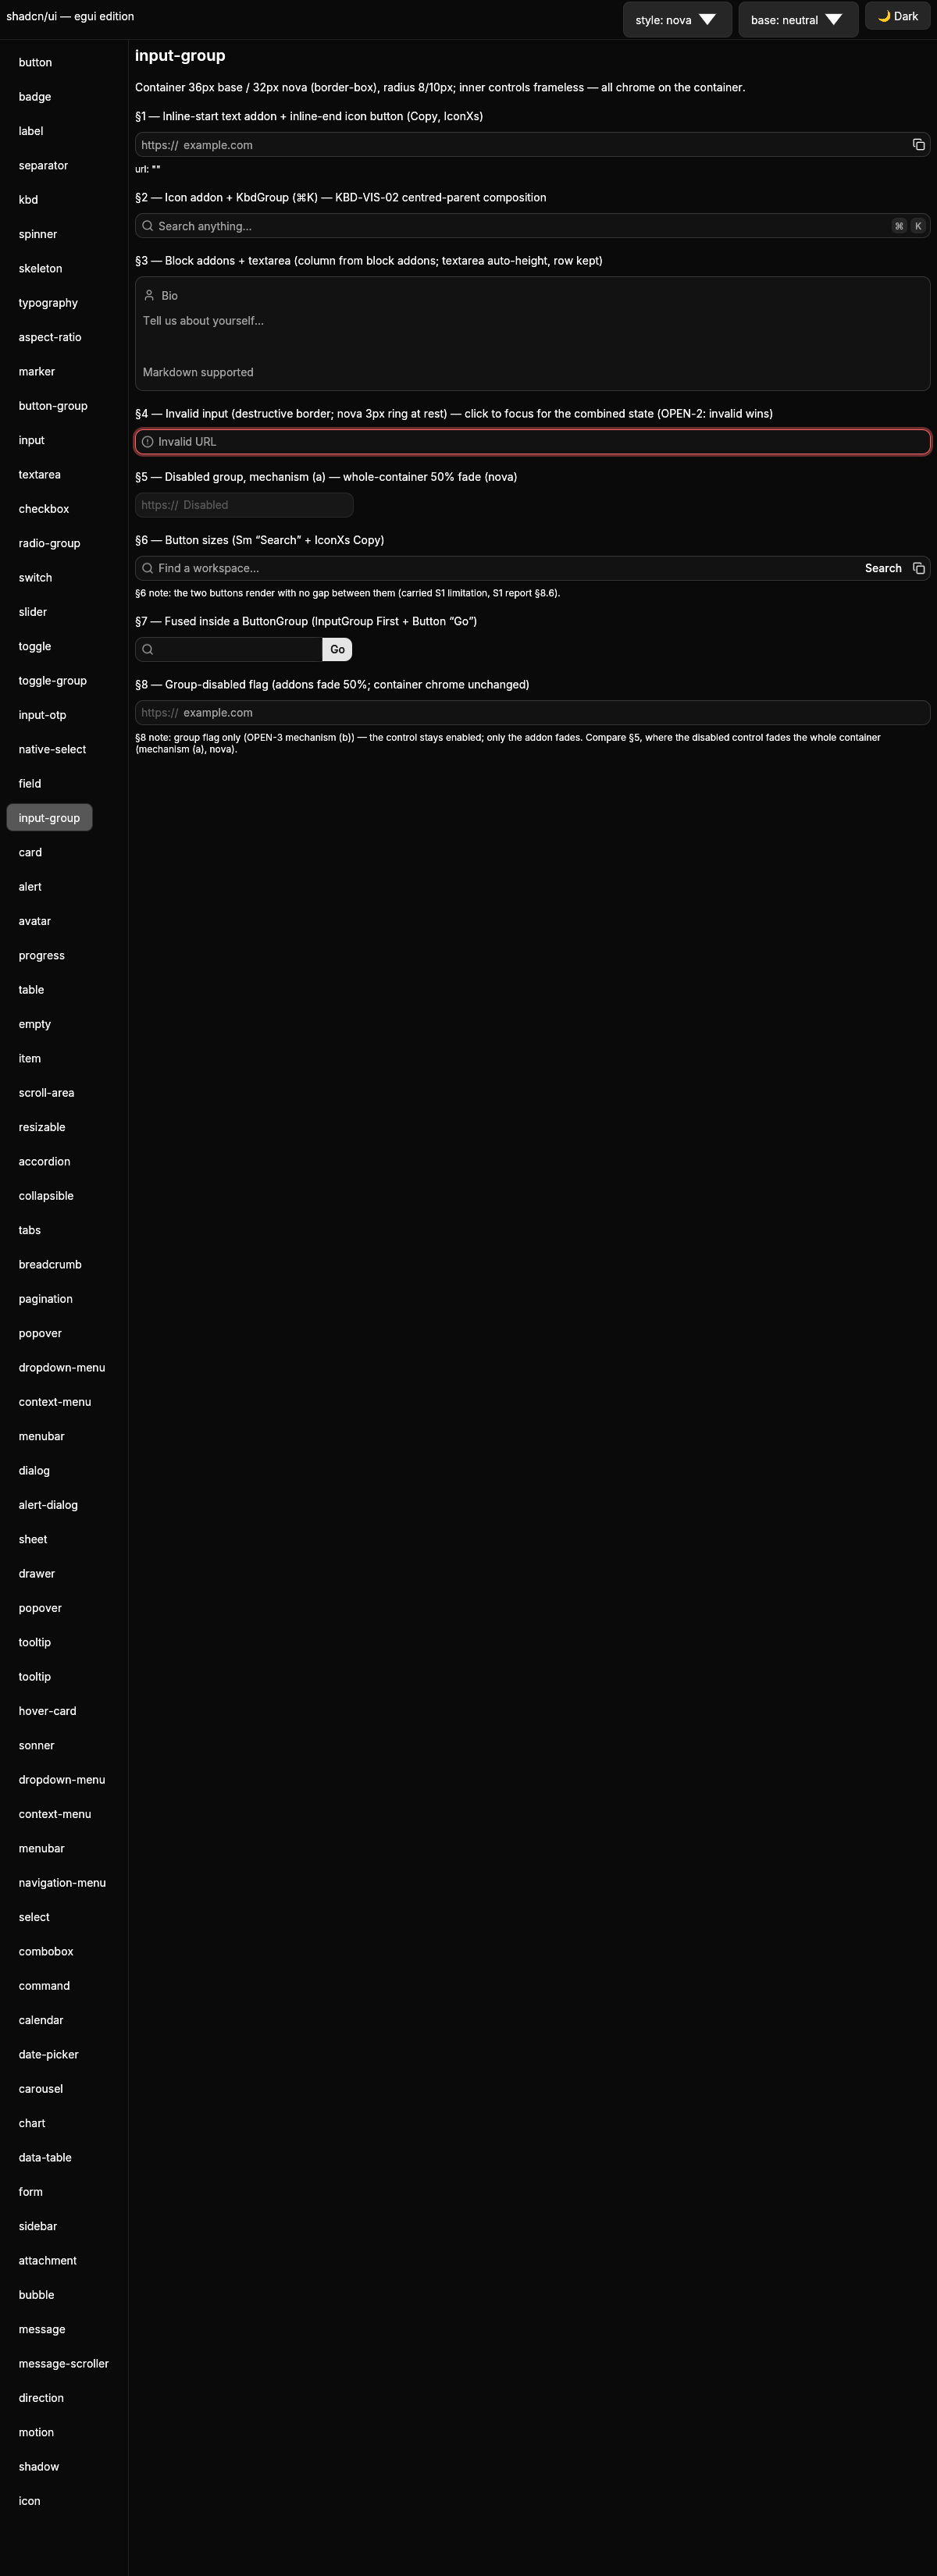 shadcn/ui — egui edition
style: nova
base: neutral
🌙 Dark
button
badge
label
separator
kbd
spinner
skeleton
typography
aspect-ratio
marker
button-group
input
textarea
checkbox
radio-group
switch
slider
toggle
toggle-group
input-otp
native-select
field
input-group
card
alert
avatar
progress
table
empty
item
scroll-area
resizable
accordion
collapsible
tabs
breadcrumb
pagination
popover
dropdown-menu
context-menu
menubar
dialog
alert-dialog
sheet
drawer
popover
tooltip
tooltip
hover-card
sonner
dropdown-menu
context-menu
menubar
navigation-menu
select
combobox
command
calendar
date-picker
carousel
chart
data-table
form
sidebar
attachment
bubble
message
message-scroller
direction
motion
shadow
icon
input-group
Container 36px base / 32px nova (border-box), radius 8/10px; inner controls frameless — all chrome on the container.
§1 — Inline-start text addon + inline-end icon button (Copy, IconXs)
https:// example.com
url: ""
§2 — Icon addon + KbdGroup (⌘K) — KBD-VIS-02 centred-parent composition
Search anything...
⌘ K
§3 — Block addons + textarea (column from block addons; textarea auto-height, row kept)
Bio
Tell us about yourself...
Markdown supported
§4 — Invalid input (destructive border; nova 3px ring at rest) — click to focus for the combined state (OPEN-2: invalid wins)
Invalid URL
§5 — Disabled group, mechanism (a) — whole-container 50% fade (nova)
https:// Disabled
§6 — Button sizes (Sm “Search” + IconXs Copy)
Find a workspace...
Search
§6 note: the two buttons render with no gap between them (carried S1 limitation, S1 report §8.6).
§7 — Fused inside a ButtonGroup (InputGroup First + Button “Go”)
Go
§8 — Group-disabled flag (addons fade 50%; container chrome unchanged)
https:// example.com
§8 note: group flag only (OPEN-3 mechanism (b)) — the control stays enabled; only the addon fades. Compare §5, where the disabled control fades the whole container
(mechanism (a), nova).